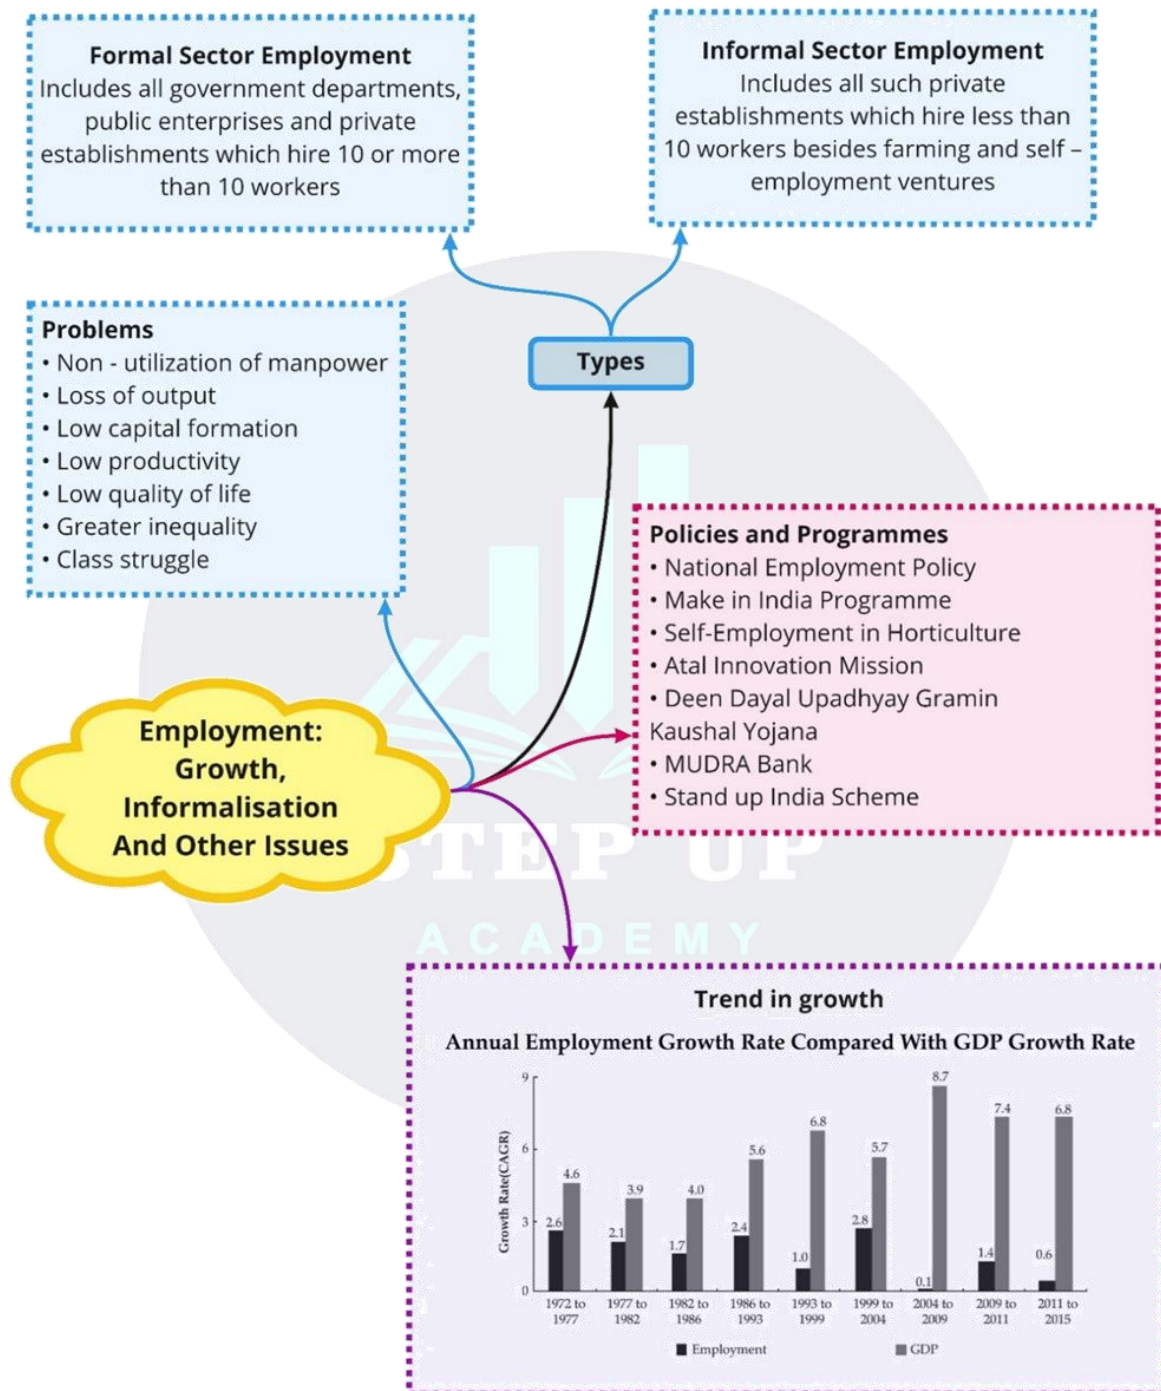 Formal Sector Employment
Includes all government departments,
public enterprises and private
establishments which hire 10 or more
than 10 workers
Informal Sector Employment
Includes all such private
establishments which hire less than
10 workers besides farming and self –
employment ventures
Types
Problems
• Non - utilization of manpower
• Loss of output
• Low capital formation
• Low productivity
• Low quality of life
• Greater inequality
• Class struggle
Policies and Programmes
• National Employment Policy
• Make in India Programme
• Self-Employment in Horticulture
• Atal Innovation Mission
• Deen Dayal Upadhyay Gramin
Kaushal Yojana
• MUDRA Bank
• Stand up India Scheme
Employment:
Growth,
Informalisation
And Other Issues
STEP UP
ACADEMY
Trend in growth
Annual Employment Growth Rate Compared With GDP Growth Rate
Growth Rate(CAGR)
9
6
3
0
2.6 4.6 2.1 3.9 1.7 4.0 2.4 5.6 1.0 6.8 2.8 5.7 0.1 8.7 1.4 7.4 0.6 6.8
1972 to 1977 to 1982 to 1986 to 1993 to 1999 to 2004 to 2009 to 2011 to
1977 1982 1986 1993 1999 2004 2009 2011 2015
Employment GDP